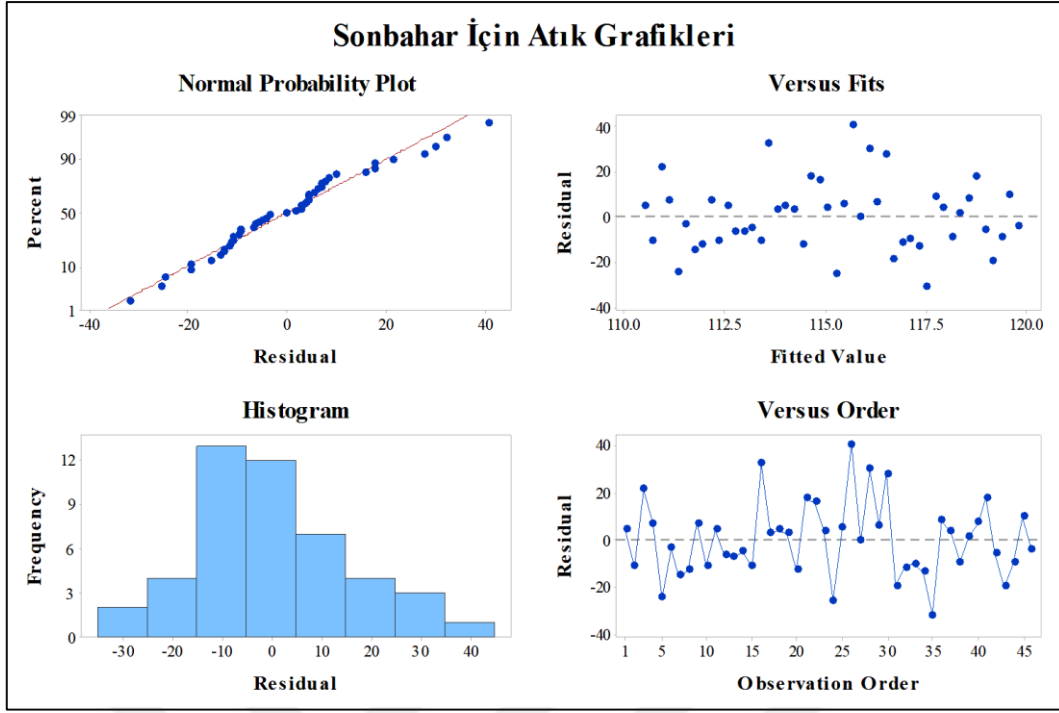 Sonbahar İçin Atık Grafikleri
Normal Probability Plot
Percent
99
90
50
10
1
-40 -20 0 20 40
Residual
Versus Fits
Residual
40
20
0
-20
-40
110.0 112.5 115.0 117.5 120.0
Fitted Value
Histogram
Frequency
12
9
6
3
0
-30 -20 -10 0 10 20 30 40
Residual
Versus Order
Residual
40
20
0
-20
-40
1 5 10 15 20 25 30 35 40 45
Observation Order